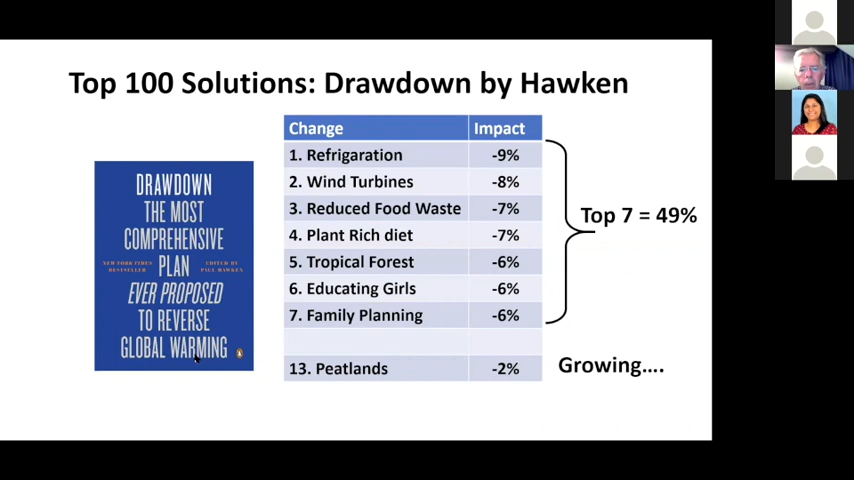 Top 100 Solutions: Drawdown by Hawken
DRAWDOWN
THE MOST
COMPREHENSIVE
NEW YORK TIMES
BESTSELLER
PLAN
EDITED BY
PAUL HAWKEN
EVER PROPOSED
TO REVERSE
GLOBAL WARMING
Change Impact
1. Refrigaration -9%
2. Wind Turbines -8%
3. Reduced Food Waste -7%
4. Plant Rich diet -7%
5. Tropical Forest -6%
6. Educating Girls -6%
7. Family Planning -6%
13. Peatlands -2%
Top 7 = 49%
Growing....